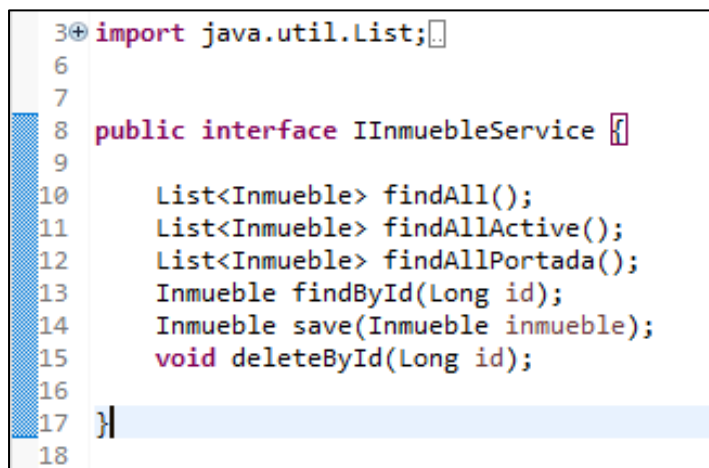 3 import java.util.List;
6
7
8 public interface IInmuebleService {
9
10 List<Inmueble> findAll();
11 List<Inmueble> findAllActive();
12 List<Inmueble> findAllPortada();
13 Inmueble findById(Long id);
14 Inmueble save(Inmueble inmueble);
15 void deleteById(Long id);
16
17 }
18